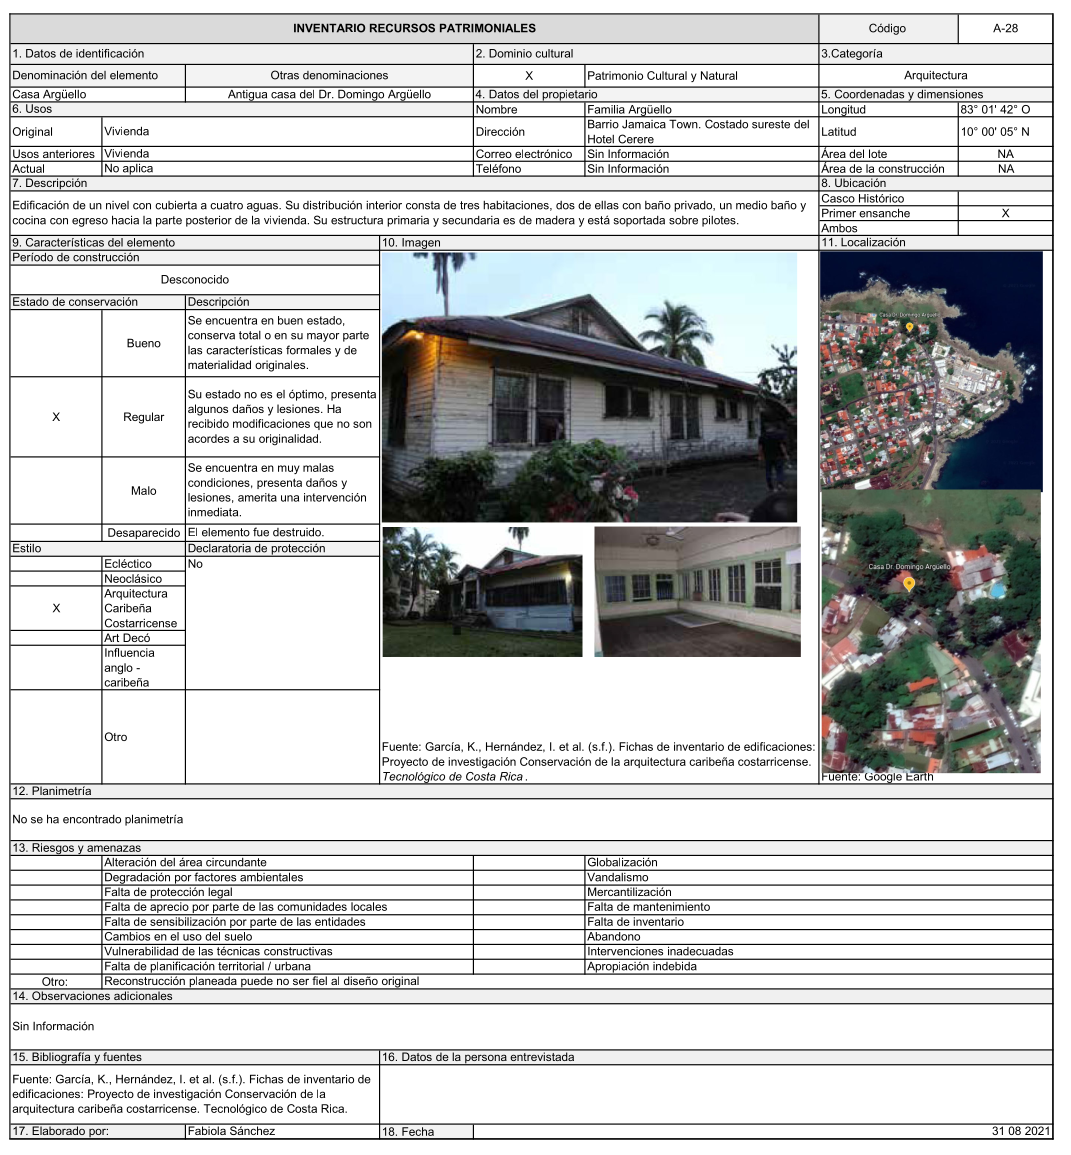 INVENTARIO RECURSOS PATRIMONIALES
Código
A-28
1. Datos de identificación
2. Dominio cultural
3.Categoría
Denominación del elemento
Otras denominaciones
X
Patrimonio Cultural y Natural
Arquitectura
Casa Argüello
Antigua casa del Dr. Domingo Argüello
4. Datos del propietario
5. Coordenadas y dimensiones
6. Usos
Nombre
Familia Argüello
Longitud
83° 01' 42° O
Original
Vivienda
Dirección
Barrio Jamaica Town. Costado sureste del
Hotel Cerere
Latitud
10° 00' 05° N
Usos anteriores
Vivienda
Correo electrónico
Sin Información
Área del lote
NA
Actual
No aplica
Teléfono
Sin Información
Área de la construcción
NA
7. Descripción
8. Ubicación
Edificación de un nivel con cubierta a cuatro aguas. Su distribución interior consta de tres habitaciones, dos de ellas con baño privado, un medio baño y
cocina con egreso hacia la parte posterior de la vivienda. Su estructura primaria y secundaria es de madera y está soportada sobre pilotes.
Casco Histórico
Primer ensanche
X
Ambos
9. Características del elemento
10. Imagen
11. Localización
Período de construcción
Desconocido
Estado de conservación
Descripción
Bueno
Se encuentra en buen estado,
conserva total o en su mayor parte
las características formales y de
materialidad originales.
X
Regular
Su estado no es el óptimo, presenta
algunos daños y lesiones. Ha
recibido modificaciones que no son
acordes a su originalidad.
Malo
Se encuentra en muy malas
condiciones, presenta daños y
lesiones, amerita una intervención
inmediata.
Desaparecido
El elemento fue destruido.
Estilo
Declaratoria de protección
Ecléctico
No
Neoclásico
X
Arquitectura
Caribeña
Costarricense
Art Decó
Influencia
anglo -
caribeña
Otro
Casa Dr. Domingo Argüello
Casa Dr. Domingo Argüello
Fuente: García, K., Hernández, I. et al. (s.f.). Fichas de inventario de edificaciones:
Proyecto de investigación Conservación de la arquitectura caribeña costarricense.
Tecnológico de Costa Rica.
Fuente: Google Earth
12. Planimetría
No se ha encontrado planimetría
13. Riesgos y amenazas
Alteración del área circundante
Globalización
Degradación por factores ambientales
Vandalismo
Falta de protección legal
Mercantilización
Falta de aprecio por parte de las comunidades locales
Falta de mantenimiento
Falta de sensibilización por parte de las entidades
Falta de inventario
Cambios en el uso del suelo
Abandono
Vulnerabilidad de las técnicas constructivas
Intervenciones inadecuadas
Falta de planificación territorial / urbana
Apropiación indebida
Otro:
Reconstrucción planeada puede no ser fiel al diseño original
14. Observaciones adicionales
Sin Información
15. Bibliografía y fuentes
16. Datos de la persona entrevistada
Fuente: García, K., Hernández, I. et al. (s.f.). Fichas de inventario de
edificaciones: Proyecto de investigación Conservación de la
arquitectura caribeña costarricense. Tecnológico de Costa Rica.
17. Elaborado por:
Fabiola Sánchez
18. Fecha
31 08 2021